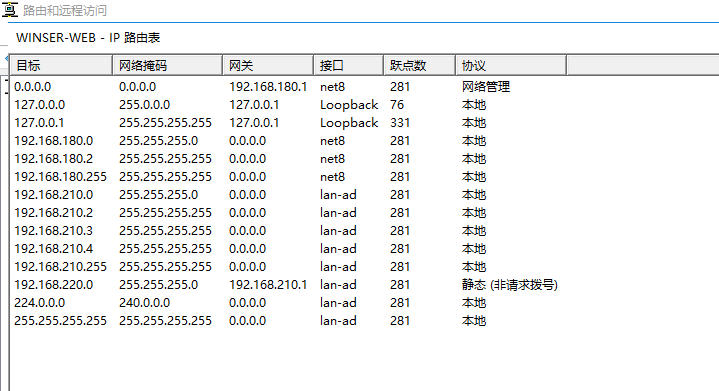 路由和远程访问
WINSER-WEB - IP 路由表
目标 网络掩码 网关 接口 跃点数 协议
0.0.0.0 0.0.0.0 192.168.180.1 net8 281 网络管理
127.0.0.0 255.0.0.0 127.0.0.1 Loopback 76 本地
127.0.0.1 255.255.255.255 127.0.0.1 Loopback 331 本地
192.168.180.0 255.255.255.0 0.0.0.0 net8 281 本地
192.168.180.2 255.255.255.255 0.0.0.0 net8 281 本地
192.168.180.255 255.255.255.255 0.0.0.0 net8 281 本地
192.168.210.0 255.255.255.0 0.0.0.0 lan-ad 281 本地
192.168.210.2 255.255.255.255 0.0.0.0 lan-ad 281 本地
192.168.210.3 255.255.255.255 0.0.0.0 lan-ad 281 本地
192.168.210.4 255.255.255.255 0.0.0.0 lan-ad 281 本地
192.168.210.255 255.255.255.255 0.0.0.0 lan-ad 281 本地
192.168.220.0 255.255.255.0 192.168.210.1 lan-ad 281 静态 (非请求拨号)
224.0.0.0 240.0.0.0 0.0.0.0 lan-ad 281 本地
255.255.255.255 255.255.255.255 0.0.0.0 lan-ad 281 本地